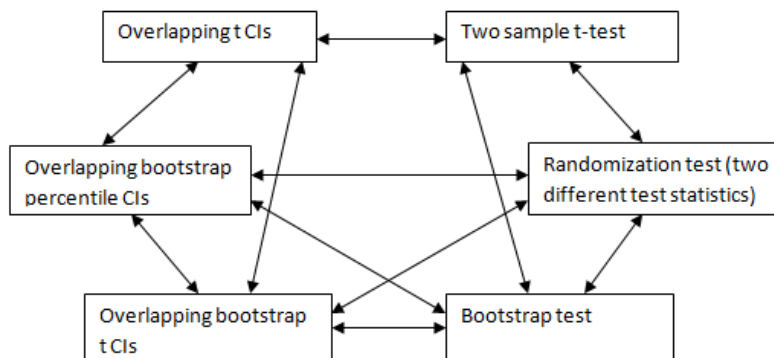 Overlapping t CIs
Two sample t-test
Overlapping bootstrap
percentile CIs
Randomization test (two
different test statistics)
Overlapping bootstrap
t CIs
Bootstrap test